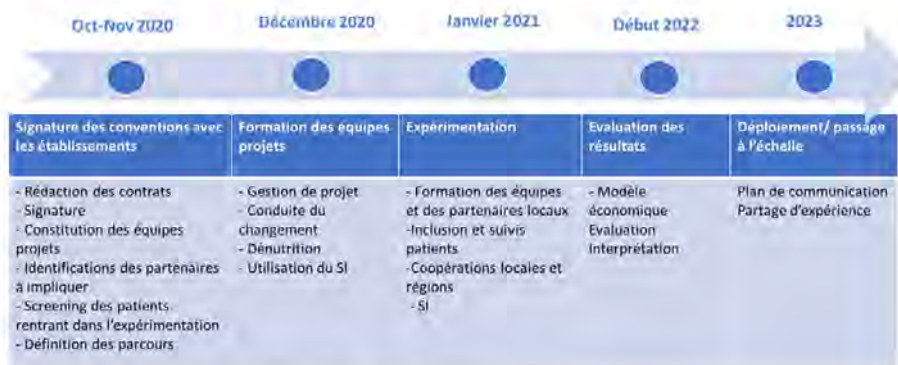 Oct-Nov 2020
Décembre 2020
Janvier 2021
Début 2022
2023
Signature des conventions avec
les établissements
Formation des équipes
projets
Expérimentation
Evaluation des
résultats
Déploiement/ passage
à l'échelle
- Rédaction des contrats
- Signature
- Constitution des équipes
projets
- Identifications des partenaires
à impliquer
- Screening des patients
rentrant dans l'expérimentation
- Définition des parcours
- Gestion de projet
- Conduite du
changement
- Dénutrition
- Utilisation du SI
- Formation des équipes
et des partenaires locaux
-Inclusion et suivis
patients
-Coopérations locales et
régions
- SI
- Modèle
économique
Evaluation
Interprétation
Plan de communication
Partage d'expérience